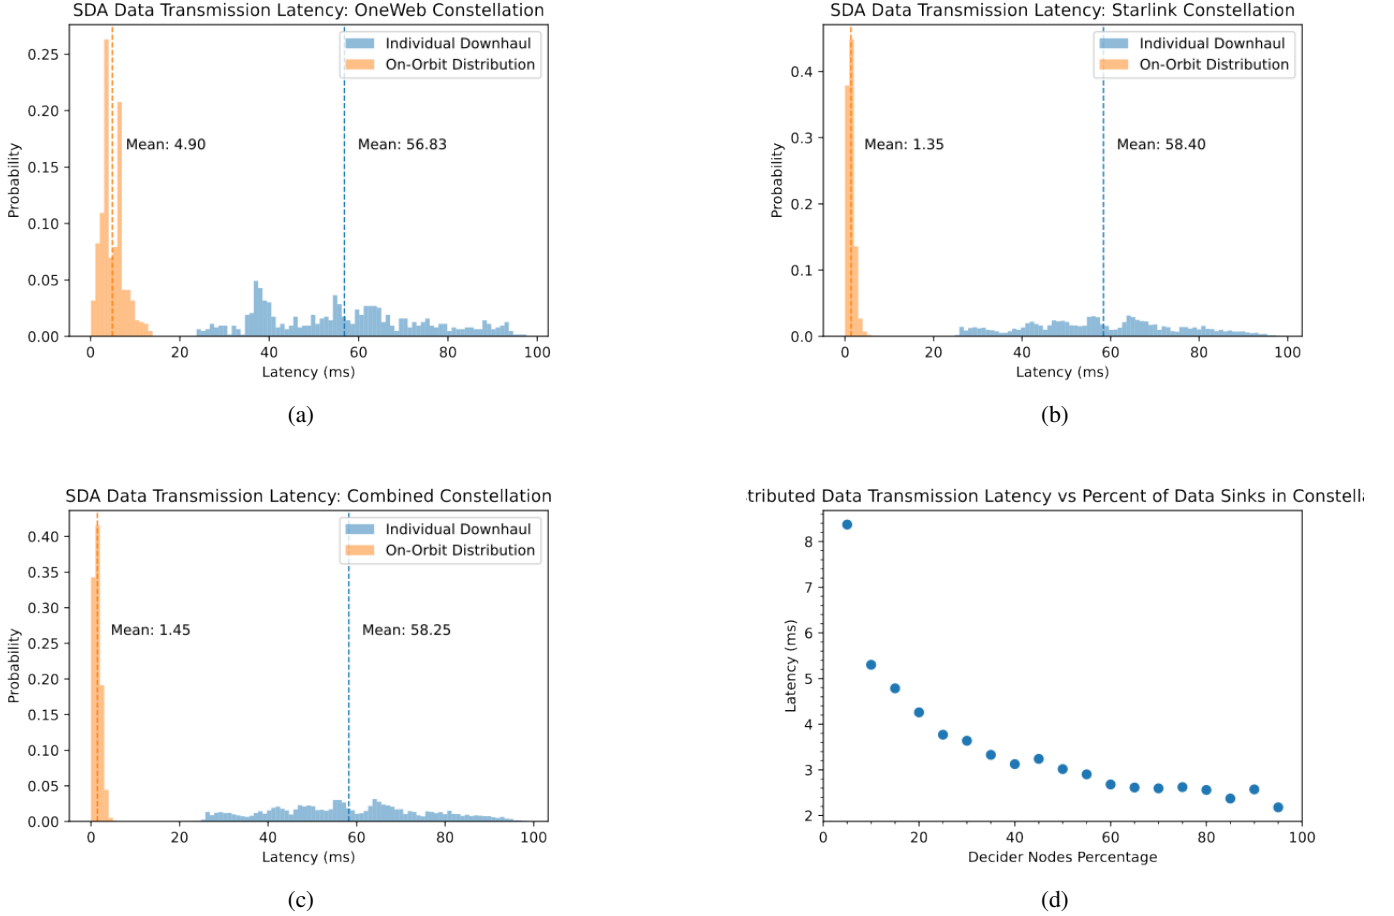 SDA Data Transmission Latency: OneWeb Constellation
Individual Downhaul
On-Orbit Distribution
Mean: 4.90
Mean: 56.83
Probability
0.25
0.20
0.15
0.10
0.05
0.00
0 20 40 60 80 100
Latency (ms)
(a)
SDA Data Transmission Latency: Starlink Constellation
Individual Downhaul
On-Orbit Distribution
Mean: 1.35
Mean: 58.40
Probability
0.4
0.3
0.2
0.1
0.0
0 20 40 60 80 100
Latency (ms)
(b)
SDA Data Transmission Latency: Combined Constellation
Individual Downhaul
On-Orbit Distribution
Mean: 1.45
Mean: 58.25
Probability
0.40
0.35
0.30
0.25
0.20
0.15
0.10
0.05
0.00
0 20 40 60 80 100
Latency (ms)
(c)
tributed Data Transmission Latency vs Percent of Data Sinks in Constella
Latency (ms)
8
7
6
5
4
3
2
0 20 40 60 80 100
Decider Nodes Percentage
(d)